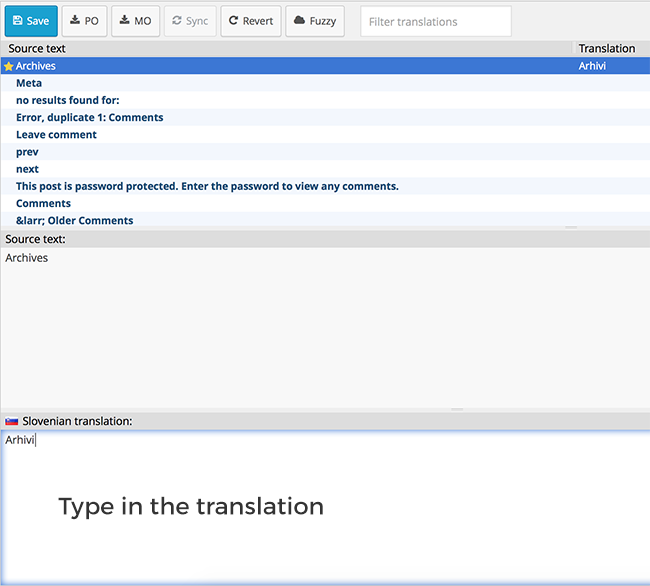 Save PO MO Sync Revert Fuzzy Filter translations
Source text Translation
Archives Arhivi
Meta
no results found for:
Error, duplicate 1: Comments
Leave comment
prev
next
This post is password protected. Enter the password to view any comments.
Comments
&larr; Older Comments
Source text:
Archives
Slovenian translation:
Arhivi
Type in the translation